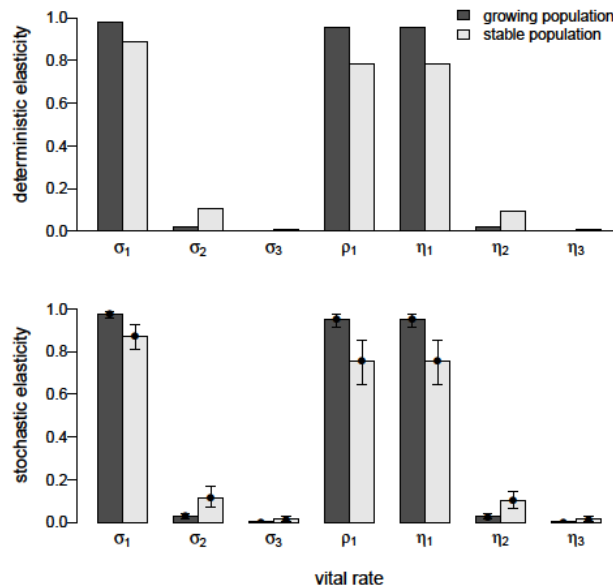 growing population
stable population
deterministic elasticity
1.0
0.8
0.6
0.4
0.2
0.0
σ1 σ2 σ3 ρ1 η1 η2 η3
stochastic elasticity
1.0
0.8
0.6
0.4
0.2
0.0
σ1 σ2 σ3 ρ1 η1 η2 η3
vital rate